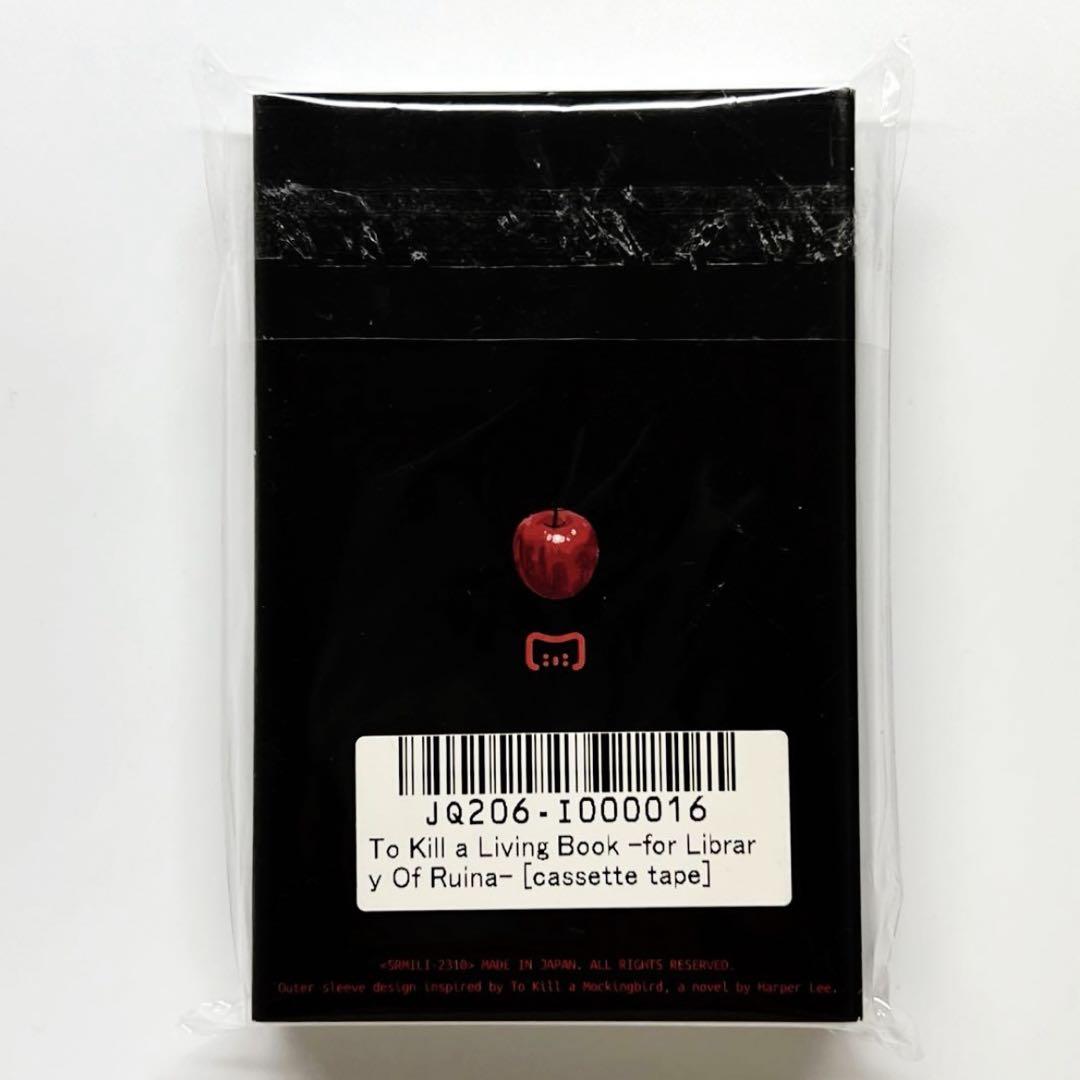 JQ206-I000016
To Kill a Living Book -for Librar
y Of Ruina- [cassette tape]
<SRMILI-2310> MADE IN JAPAN. ALL RIGHTS RESERVED.
Outer sleeve design inspired by To Kill a Mockingbird, a novel by Harper Lee.